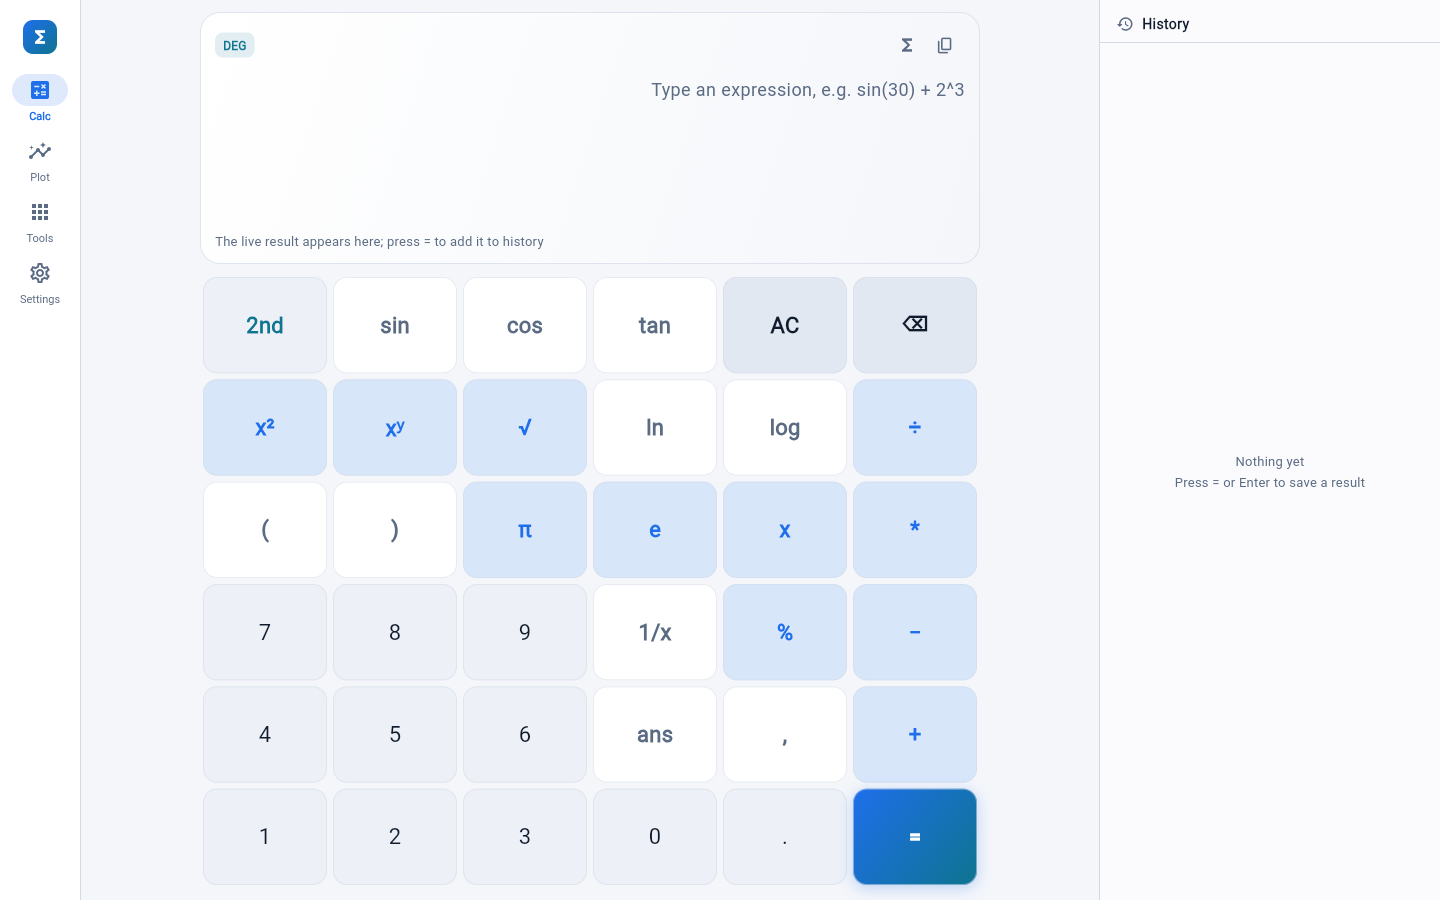 Σ
Calc
Plot
Tools
Settings
DEG
Σ
Type an expression, e.g. sin(30) + 2^3
The live result appears here; press = to add it to history
2nd
sin
cos
tan
AC
⌫
x²
xʸ
√
ln
log
÷
(
)
π
e
x
*
7
8
9
1/x
%
−
4
5
6
ans
,
+
1
2
3
0
.
=
History
Nothing yet
Press = or Enter to save a result